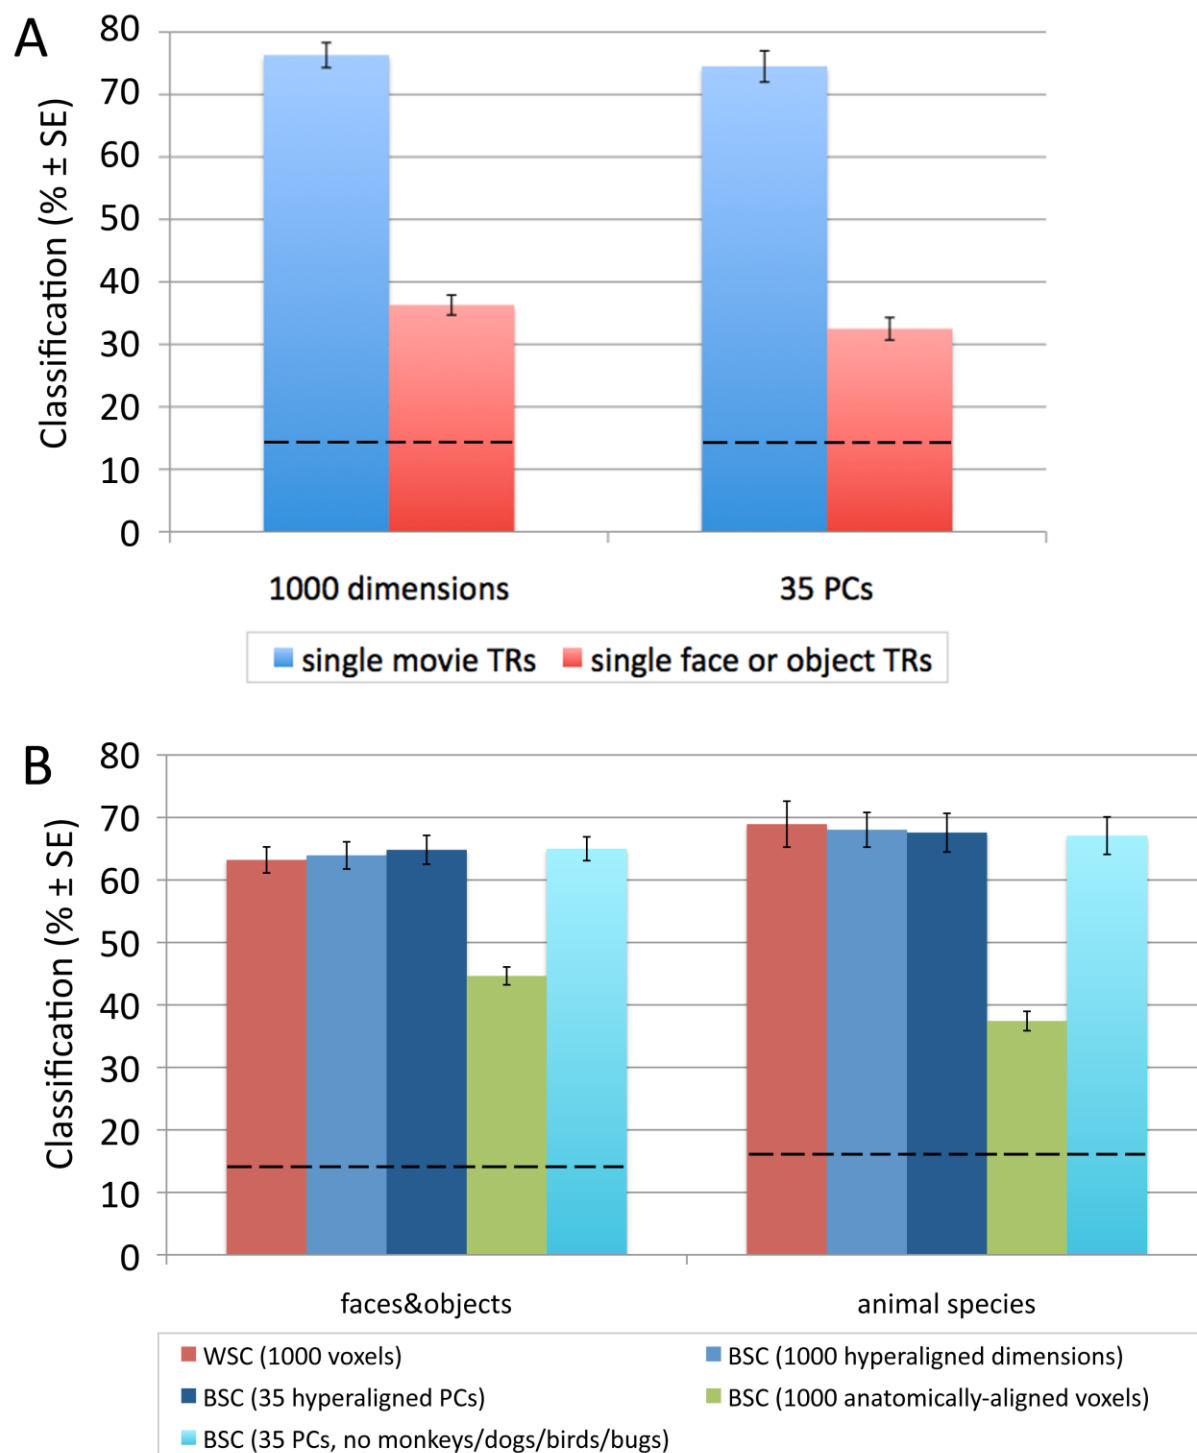 A
80
70
60
50
40
30
20
10
0
Classification (% ± SE)
1000 dimensions
35 PCs
single movie TRs
single face or object TRs
B
80
70
60
50
40
30
20
10
0
Classification (% ± SE)
faces&objects
animal species
WSC (1000 voxels)
BSC (1000 hyperaligned dimensions)
BSC (35 hyperaligned PCs)
BSC (1000 anatomically-aligned voxels)
BSC (35 PCs, no monkeys/dogs/birds/bugs)